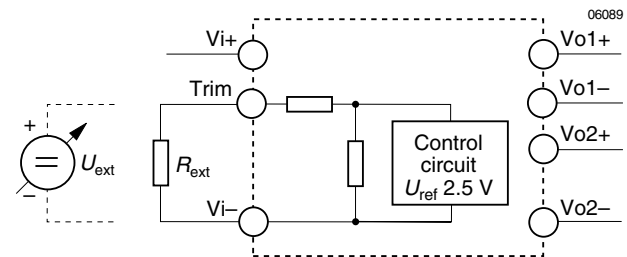 06089
Vi+
Vo1+
Trim
Vo1–
+
Uext
–
Rext
Control
circuit
Uref 2.5 V
Vo2+
Vi–
Vo2–